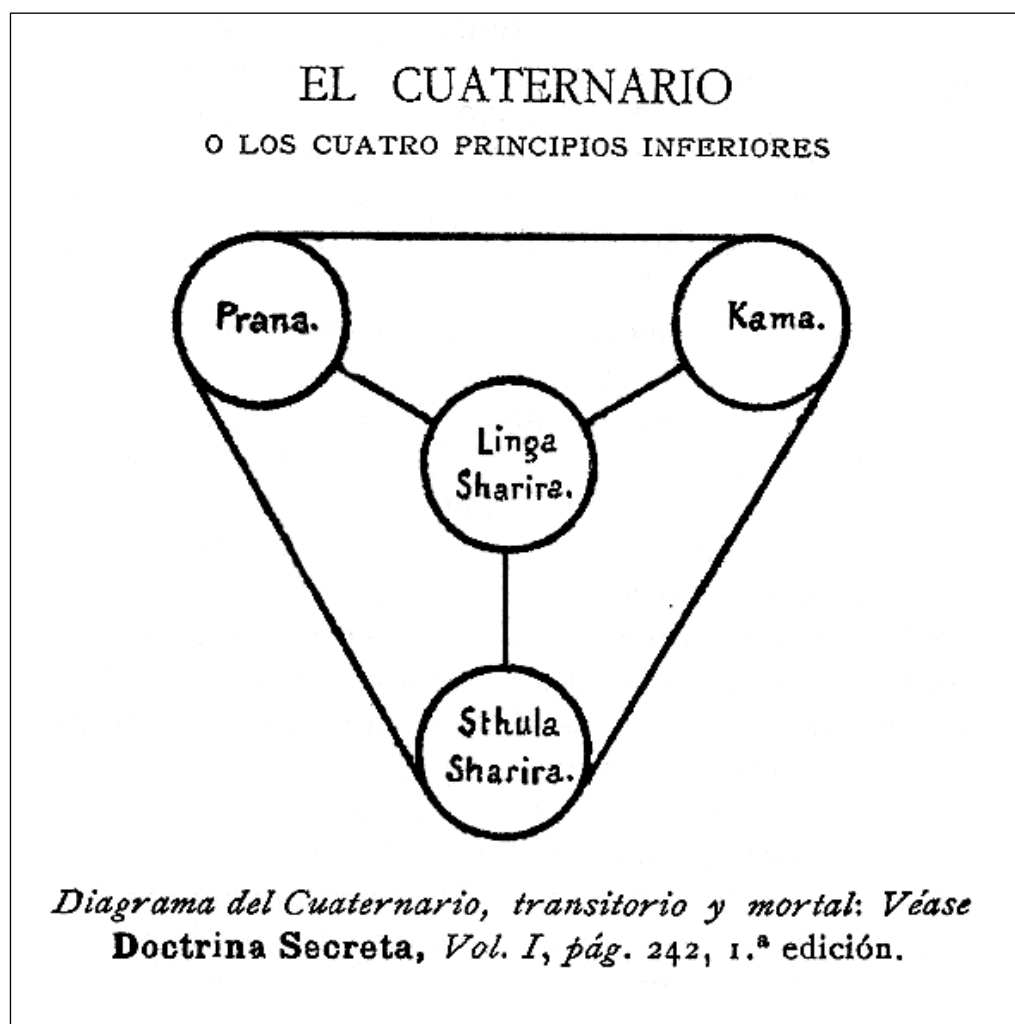 EL CUATERNARIO
O LOS CUATRO PRINCIPIOS INFERIORES
Prana.
Kama.
Linga
Sharira.
Sthula
Sharira.
Diagrama del Cuaternario, transitorio y mortal: Véase
Doctrina Secreta, Vol. I, pág. 242, 1.ª edición.